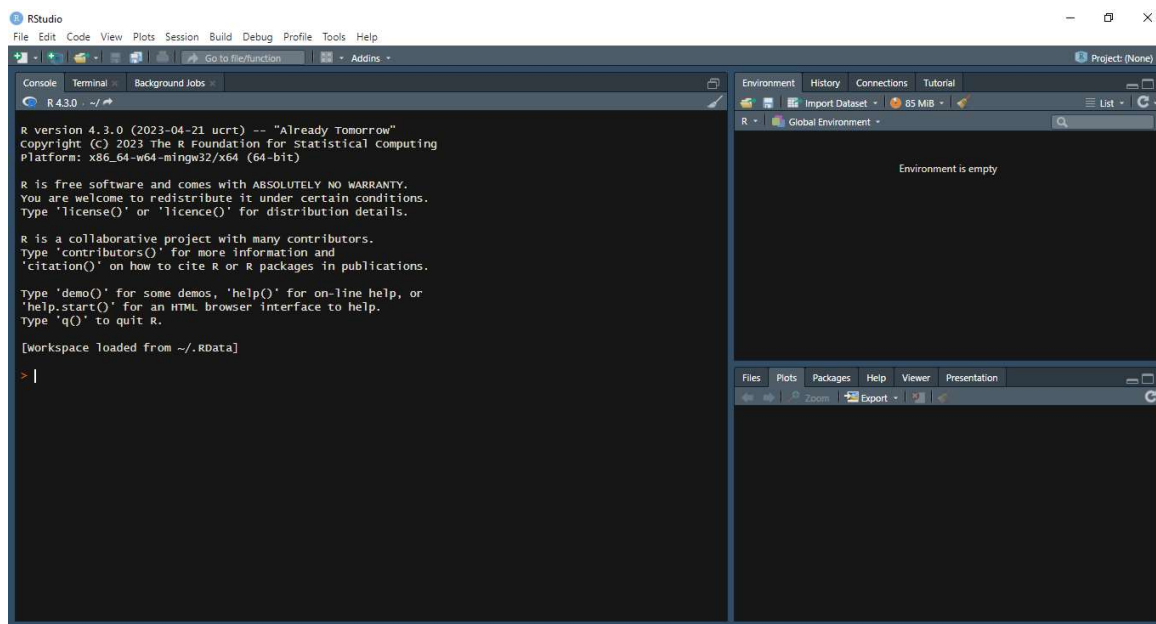 RStudio
File Edit Code View Plots Session Build Debug Profile Tools Help
Go to file/function Addins Project: (None)
Console Terminal Background Jobs
R 4.3.0 · ~/
R version 4.3.0 (2023-04-21 ucrt) -- "Already Tomorrow"
Copyright (C) 2023 The R Foundation for Statistical Computing
Platform: x86_64-w64-mingw32/x64 (64-bit)
R is free software and comes with ABSOLUTELY NO WARRANTY.
You are welcome to redistribute it under certain conditions.
Type 'license()' or 'licence()' for distribution details.
R is a collaborative project with many contributors.
Type 'contributors()' for more information and
'citation()' on how to cite R or R packages in publications.
Type 'demo()' for some demos, 'help()' for on-line help, or
'help.start()' for an HTML browser interface to help.
Type 'q()' to quit R.
[Workspace loaded from ~/.RData]
>
Environment History Connections Tutorial
Import Dataset 85 MiB List
R Global Environment
Environment is empty
Files Plots Packages Help Viewer Presentation
Zoom Export